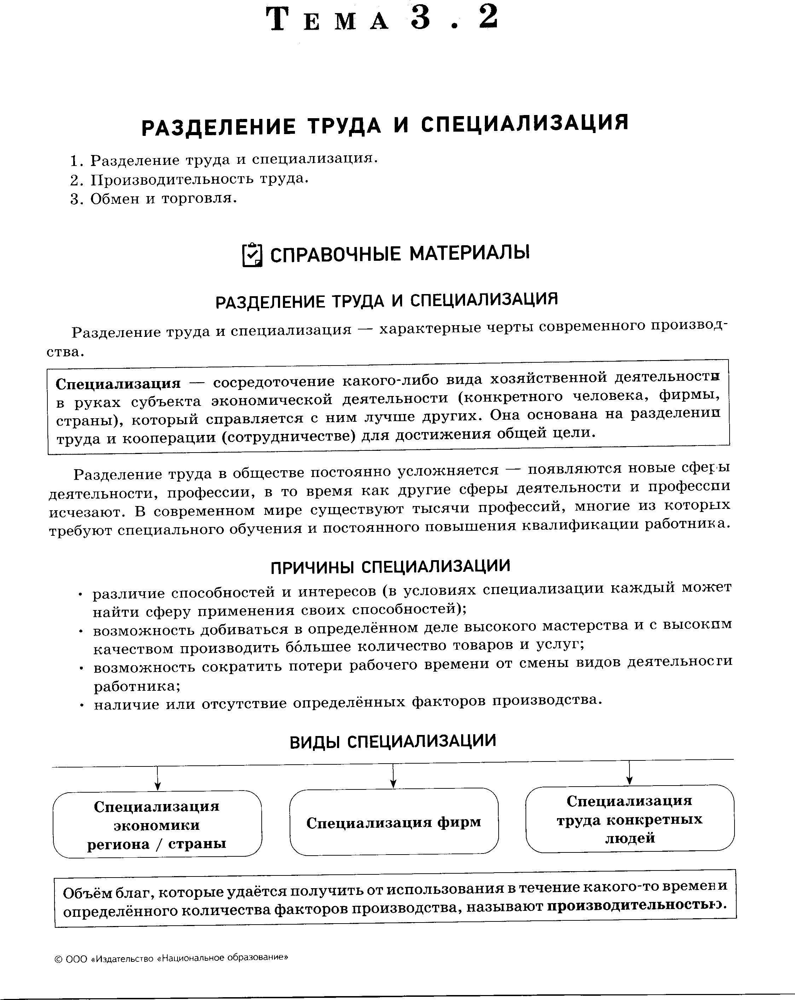 Тема 3.2
РАЗДЕЛЕНИЕ ТРУДА И СПЕЦИАЛИЗАЦИЯ
1. Разделение труда и специализация.
2. Производительность труда.
3. Обмен и торговля.
СПРАВОЧНЫЕ МАТЕРИАЛЫ
РАЗДЕЛЕНИЕ ТРУДА И СПЕЦИАЛИЗАЦИЯ
Разделение труда и специализация — характерные черты современного производ-
ства.
Специализация — сосредоточение какого-либо вида хозяйственной деятельности
в руках субъекта экономической деятельности (конкретного человека, фирмы,
страны), который справляется с ним лучше других. Она основана на разделении
труда и кооперации (сотрудничестве) для достижения общей цели.
Разделение труда в обществе постоянно усложняется — появляются новые сферы
деятельности, профессии, в то время как другие сферы деятельности и профессии
исчезают. В современном мире существуют тысячи профессий, многие из которых
требуют специального обучения и постоянного повышения квалификации работника.
ПРИЧИНЫ СПЕЦИАЛИЗАЦИИ
• различие способностей и интересов (в условиях специализации каждый может
найти сферу применения своих способностей);
• возможность добиваться в определённом деле высокого мастерства и с высоким
качеством производить бóльшее количество товаров и услуг;
• возможность сократить потери рабочего времени от смены видов деятельности
работника;
• наличие или отсутствие определённых факторов производства.
ВИДЫ СПЕЦИАЛИЗАЦИИ
Специализация
экономики
региона / страны
Специализация фирм
Специализация
труда конкретных
людей
Объём благ, которые удаётся получить от использования в течение какого-то времени
определённого количества факторов производства, называют производительностью.
© ООО «Издательство «Национальное образование»